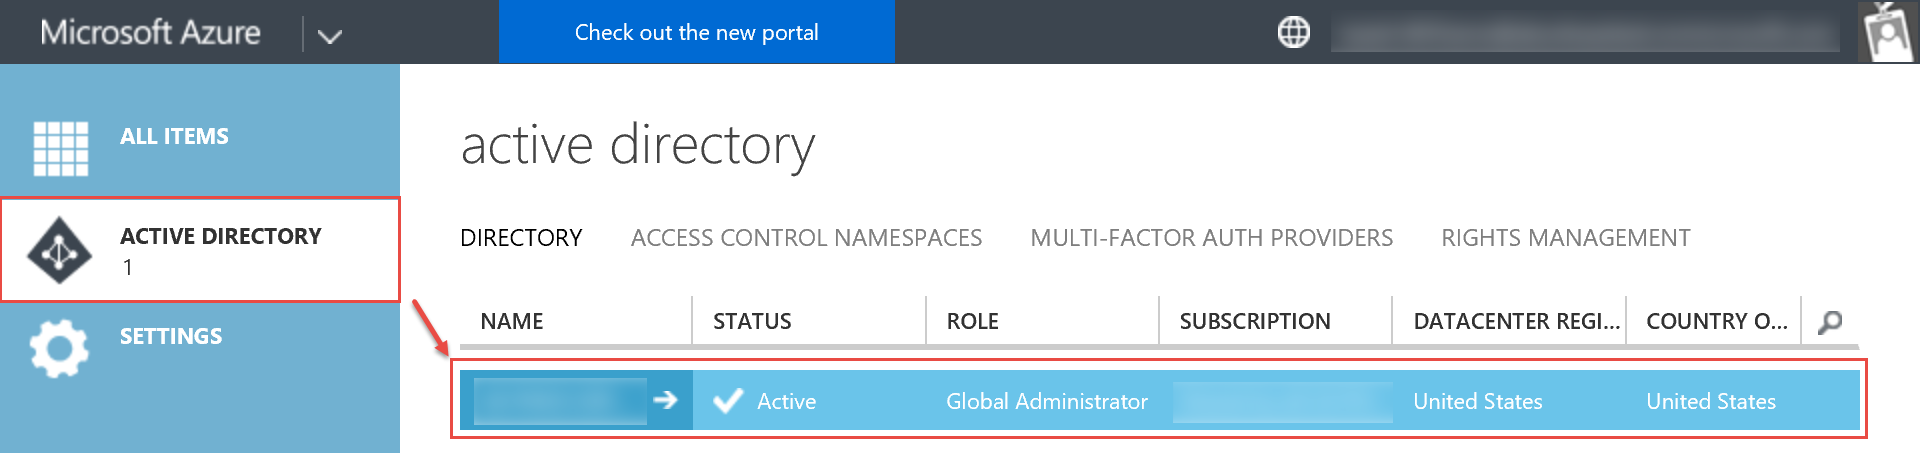 Microsoft Azure
Check out the new portal
ALL ITEMS
ACTIVE DIRECTORY
1
SETTINGS
active directory
DIRECTORY ACCESS CONTROL NAMESPACES MULTI-FACTOR AUTH PROVIDERS RIGHTS MANAGEMENT
NAME STATUS ROLE SUBSCRIPTION DATACENTER REGI... COUNTRY O...
Active Global Administrator United States United States